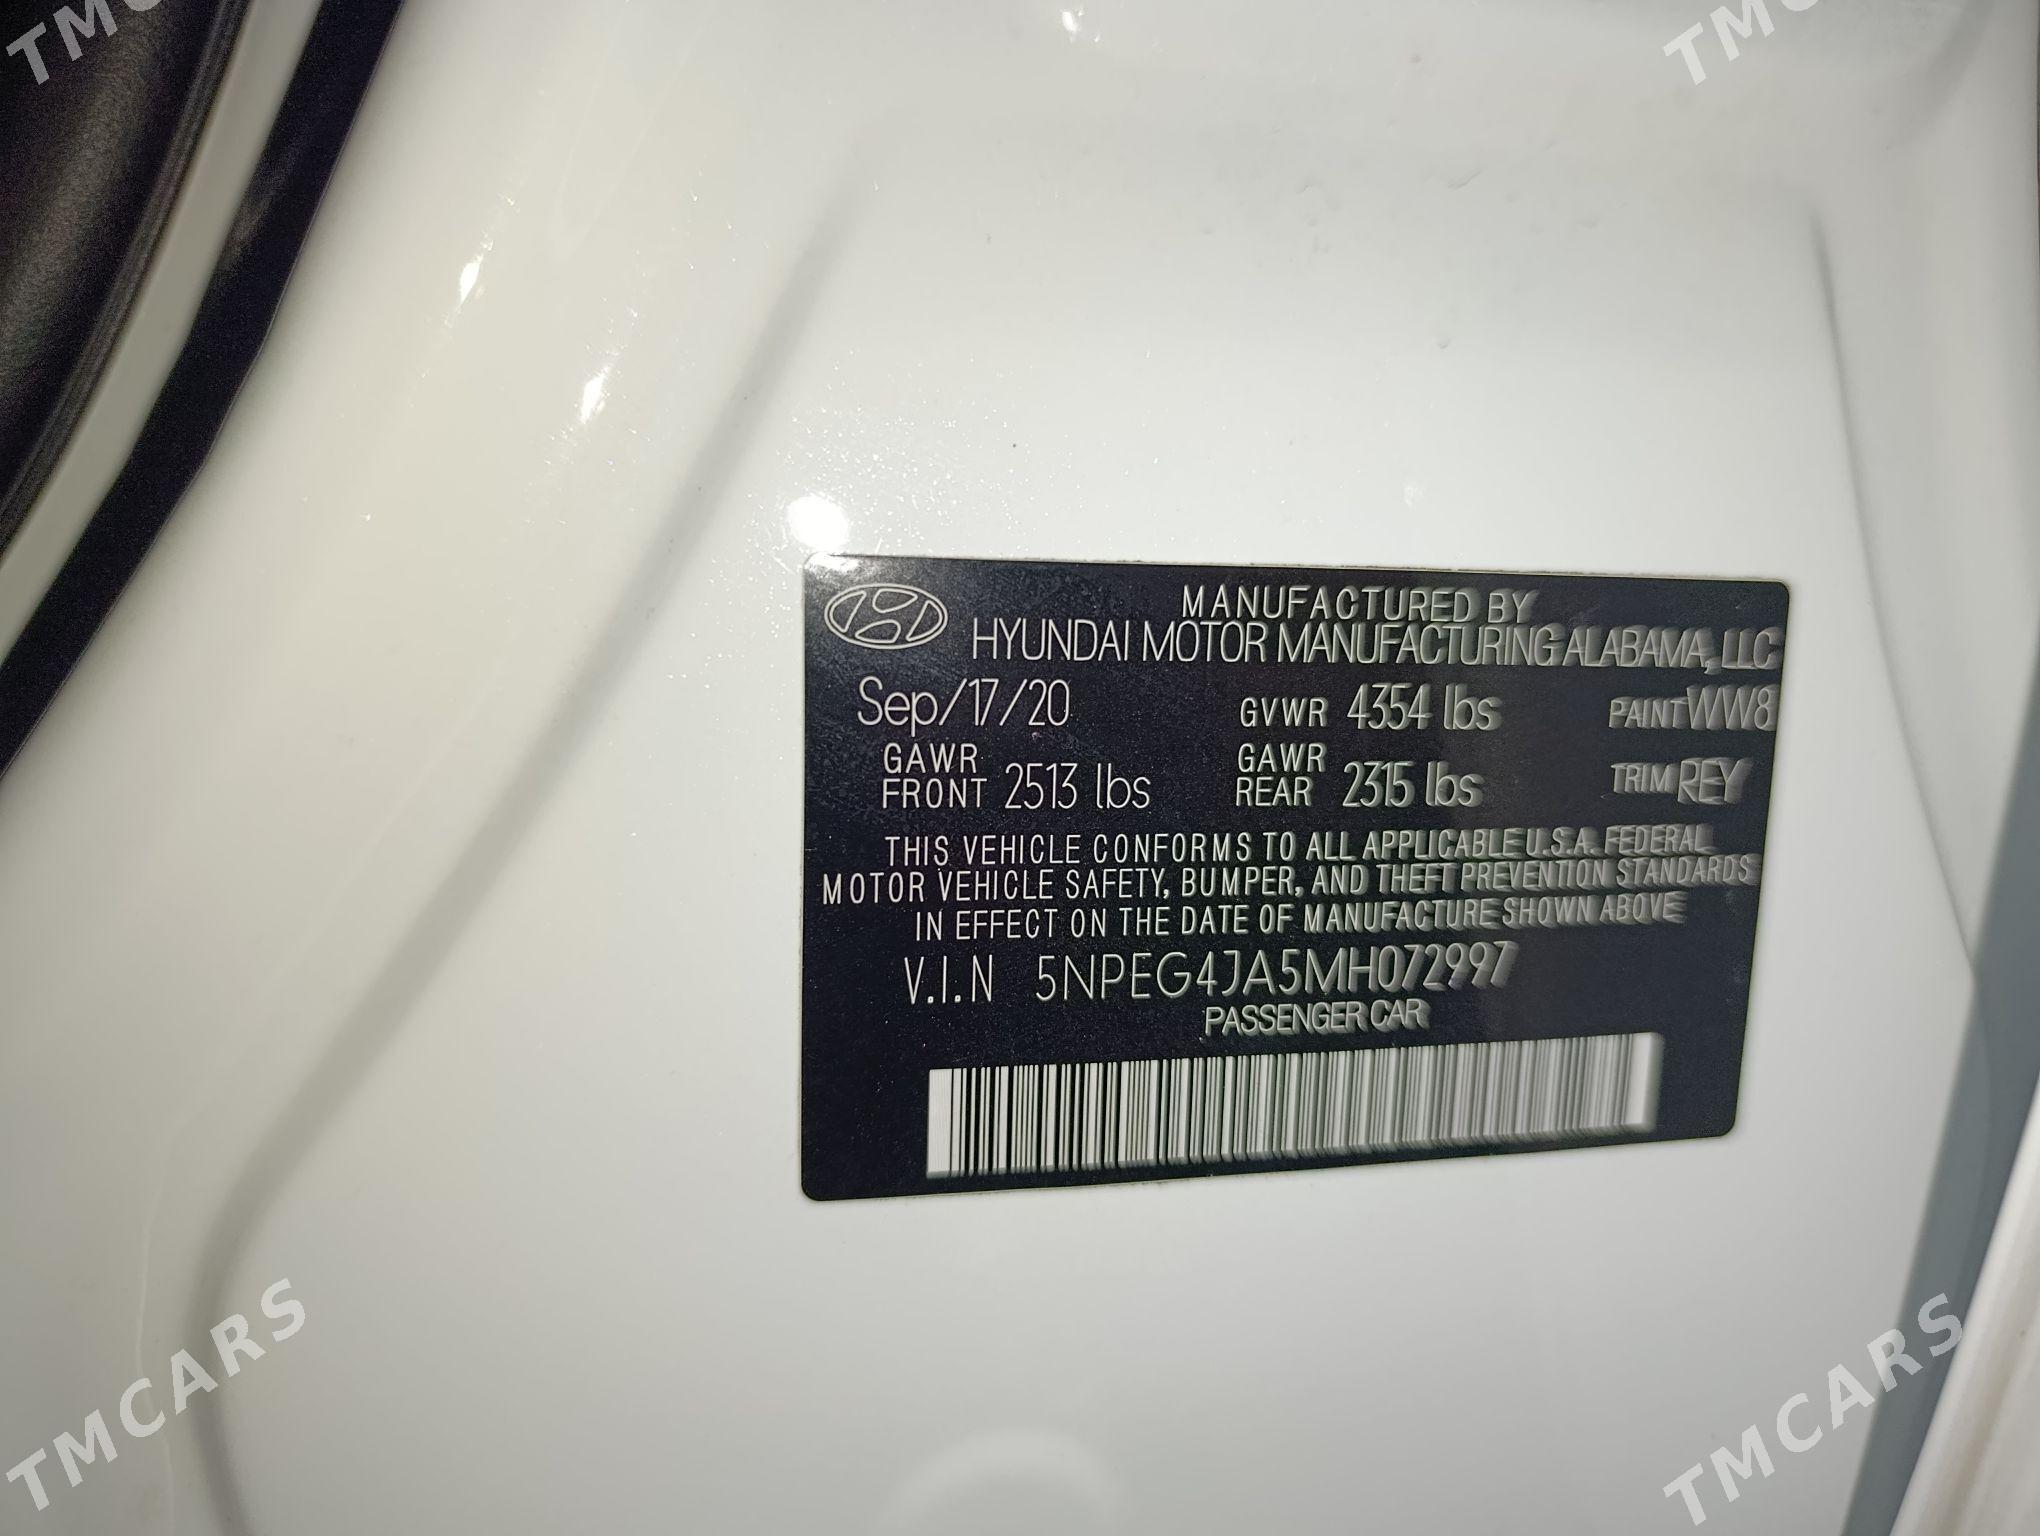 TMC
TMC
MANUFACTURED BY
HYUNDAI MOTOR MANUFACTURING ALABAMA, LLC
Sep/17/20 GVWR 4354 lbs PAINT WW8
GAWR FRONT 2513 lbs GAWR REAR 2315 lbs TRIM REY
THIS VEHICLE CONFORMS TO ALL APPLICABLE U.S.A. FEDERAL
MOTOR VEHICLE SAFETY, BUMPER, AND THEFT PREVENTION STANDARDS
IN EFFECT ON THE DATE OF MANUFACTURE SHOWN ABOVE
V.I.N 5NPEG4JA5MH072997
PASSENGER CAR
TMCARS
TMCARS